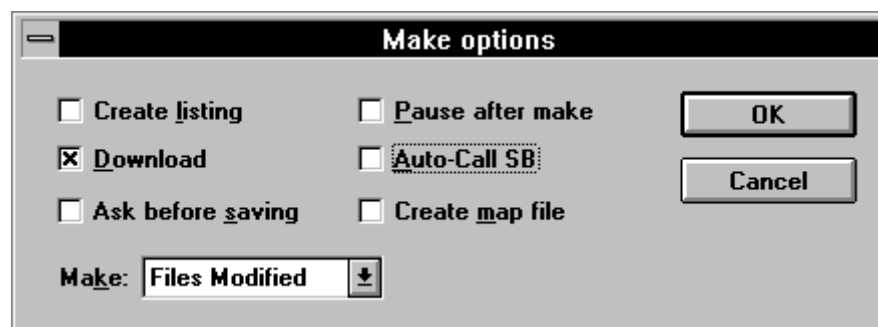 Make options
Create listing
Pause after make
OK
Download
Auto-Call SB
Cancel
Ask before saving
Create map file
Make: Files Modified